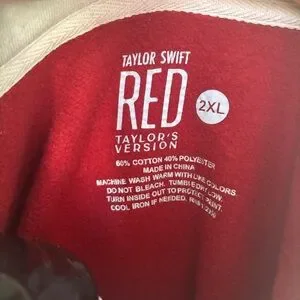 TAYLOR SWIFT
RED
2XL
TAYLOR'S
VERSION
60% COTTON 40% POLYESTER
MADE IN CHINA
MACHINE WASH WARM WITH LIKE COLORS.
DO NOT BLEACH. TUMBLE DRY LOW.
TURN INSIDE OUT TO PROTECT PRINT.
COOL IRON IF NEEDED.